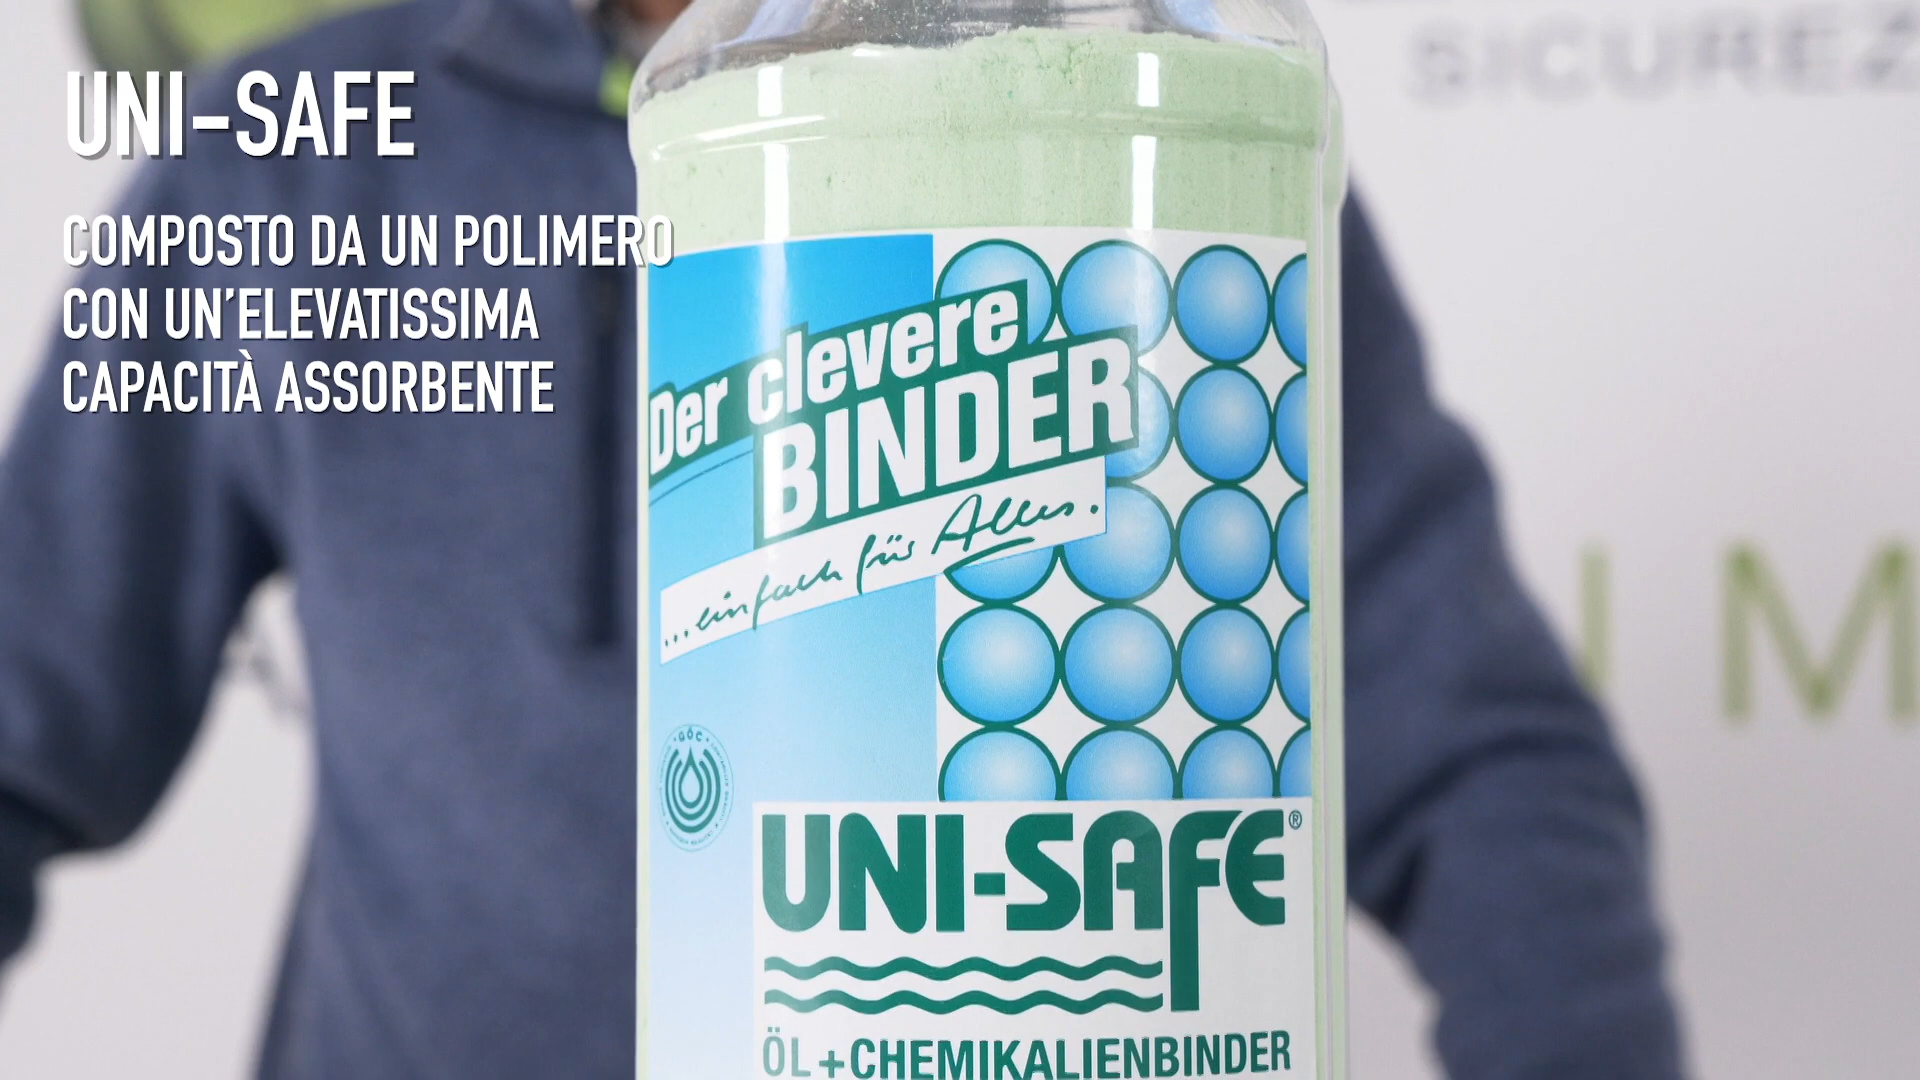 UNI-SAFE
COMPOSTO DA UN POLIMERO
CON UN'ELEVATISSIMA
CAPACITÀ ASSORBENTE
SICUREZ
Der clevere
BINDER
...einfach für Alles.
GÖC
UNI-SAFE®
ÖL+CHEMIKALIENBINDER
M